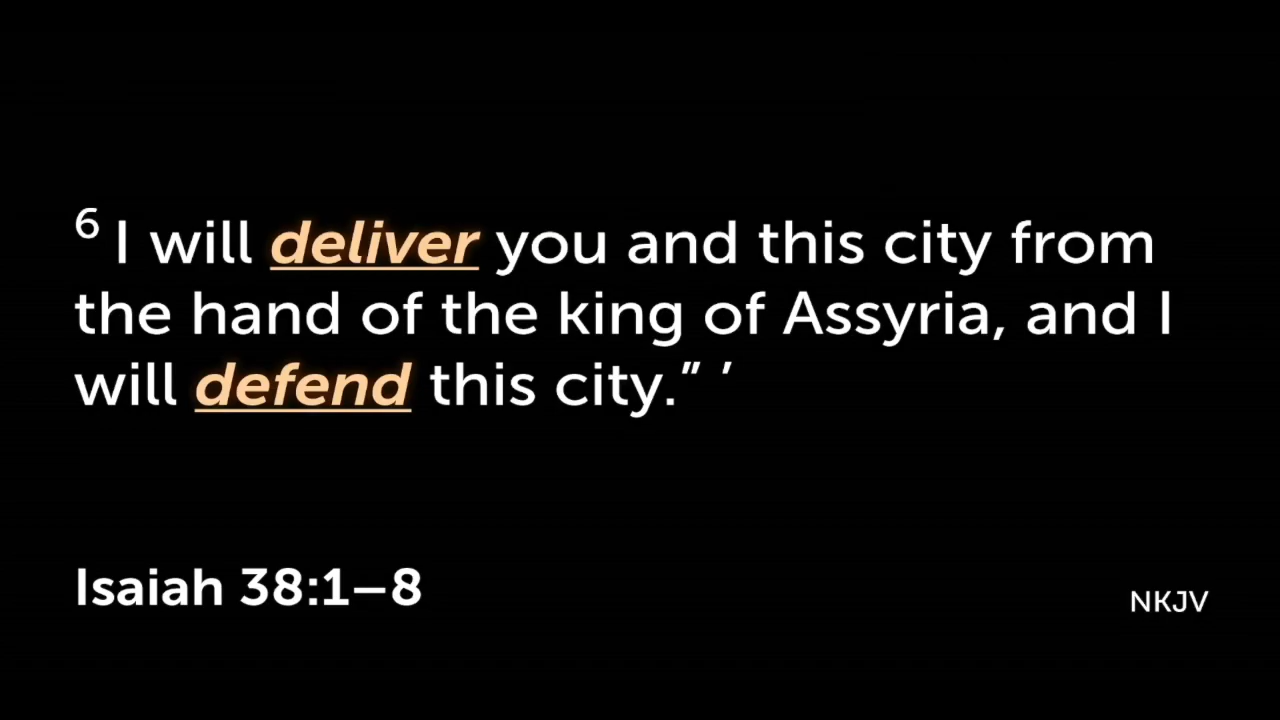 6 I will deliver you and this city from
the hand of the king of Assyria, and I
will defend this city.” ’
Isaiah 38:1–8
NKJV